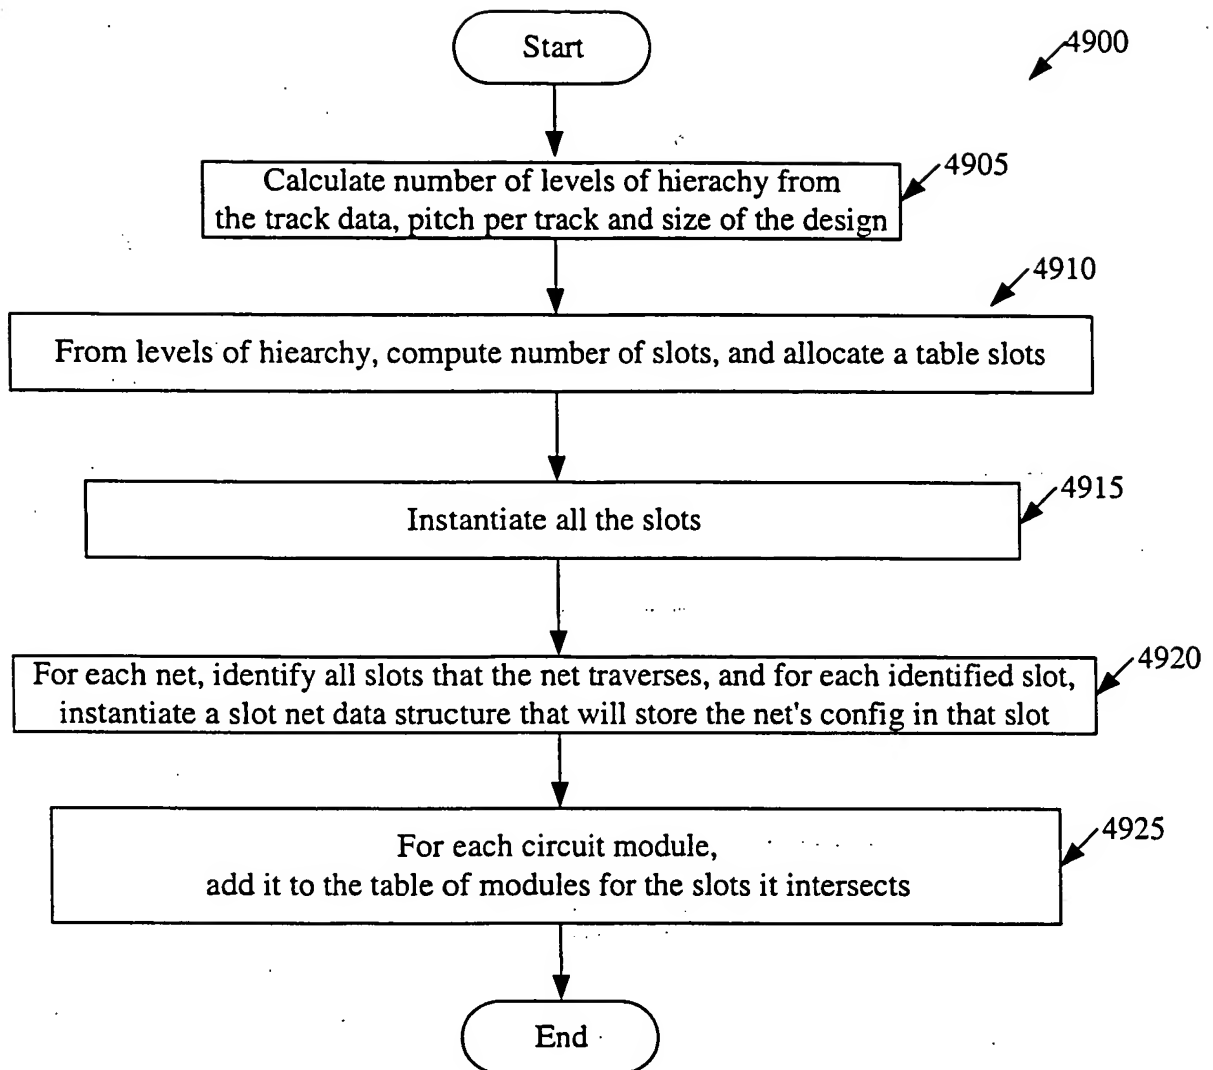 Start
4900
Calculate number of levels of hierachy from
the track data, pitch per track and size of the design
4905
4910
From levels of hiearchy, compute number of slots, and allocate a table slots
4915
Instantiate all the slots
4920
For each net, identify all slots that the net traverses, and for each identified slot,
instantiate a slot net data structure that will store the net's config in that slot
4925
For each circuit module,
add it to the table of modules for the slots it intersects
End